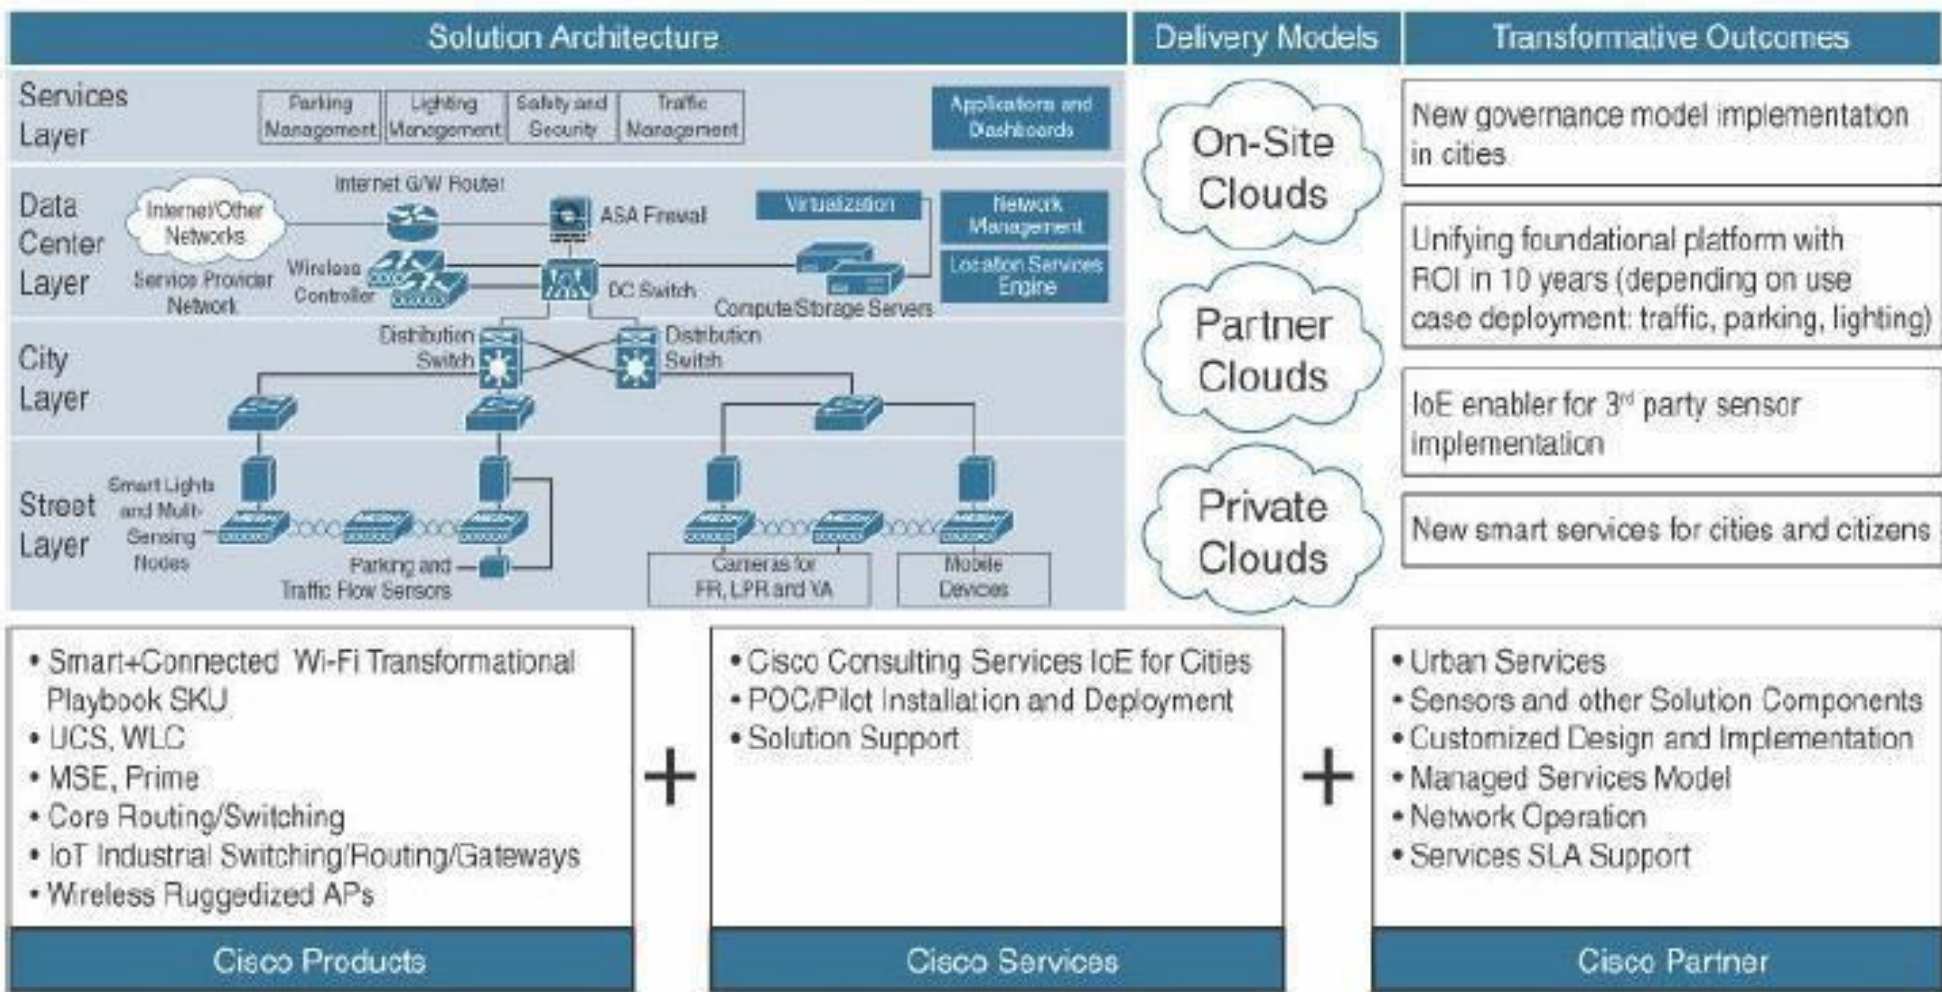 Solution Architecture
Delivery Models
Transformative Outcomes
Services
Layer
Parking
Management
Lighting
Management
Safety and
Security
Traffic
Management
Applications and
Dashboards
Data
Center
Layer
Internet/Other
Networks
Service Provider
Network
Internet G/W Router
ASA Firewall
Wireless
Controller
DC Switch
Virtualization
Compute/Storage Servers
Network
Management
Location Services
Engine
City
Layer
Distribution
Switch
Distribution
Switch
Street
Layer
Smart Lights
and Mulit-
Sensing
Nodes
Parking and
Traffic Flow Sensors
Cameras for
FR, LPR and VA
Mobile
Devices
On-Site
Clouds
Partner
Clouds
Private
Clouds
New governance model implementation
in cities
Unifying foundational platform with
ROI in 10 years (depending on use
case deployment: traffic, parking, lighting)
IoE enabler for 3rd party sensor
implementation
New smart services for cities and citizens
• Smart+Connected Wi-Fi Transformational
Playbook SKU
• UCS, WLC
• MSE, Prime
• Core Routing/Switching
• IoT Industrial Switching/Routing/Gateways
• Wireless Ruggedized APs
Cisco Products
+
• Cisco Consulting Services IoE for Cities
• POC/Pilot Installation and Deployment
• Solution Support
Cisco Services
+
• Urban Services
• Sensors and other Solution Components
• Customized Design and Implementation
• Managed Services Model
• Network Operation
• Services SLA Support
Cisco Partner